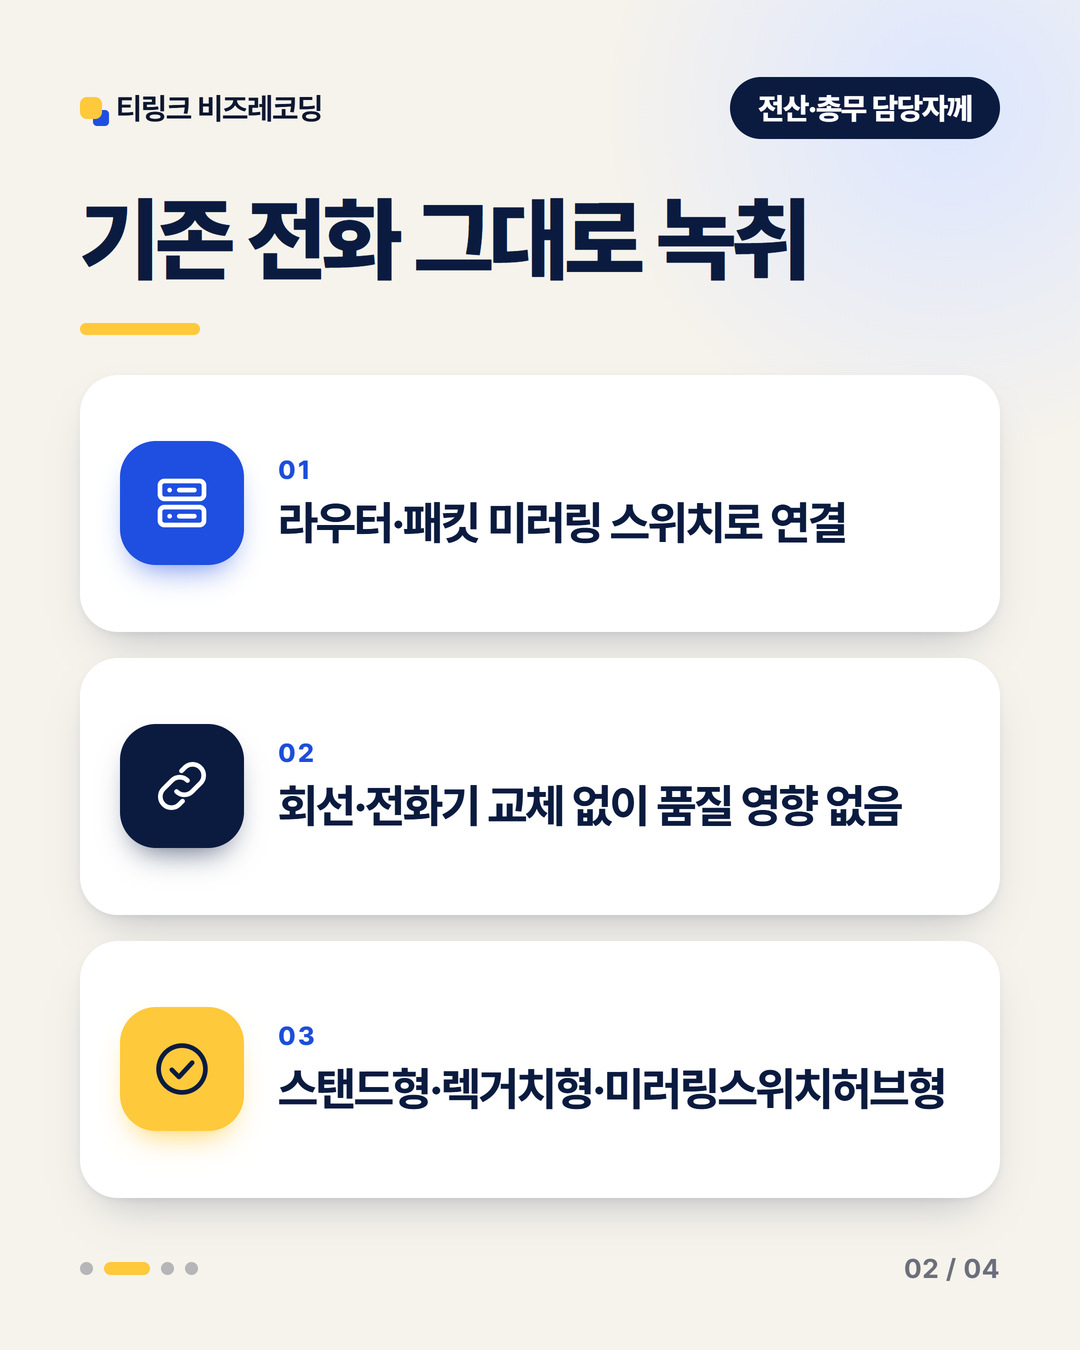 티링크 비즈레코딩
전산·총무 담당자께
기존 전화 그대로 녹취
01
라우터·패킷 미러링 스위치로 연결
02
회선·전화기 교체 없이 품질 영향 없음
03
스탠드형·렉거치형·미러링스위치허브형
02 / 04